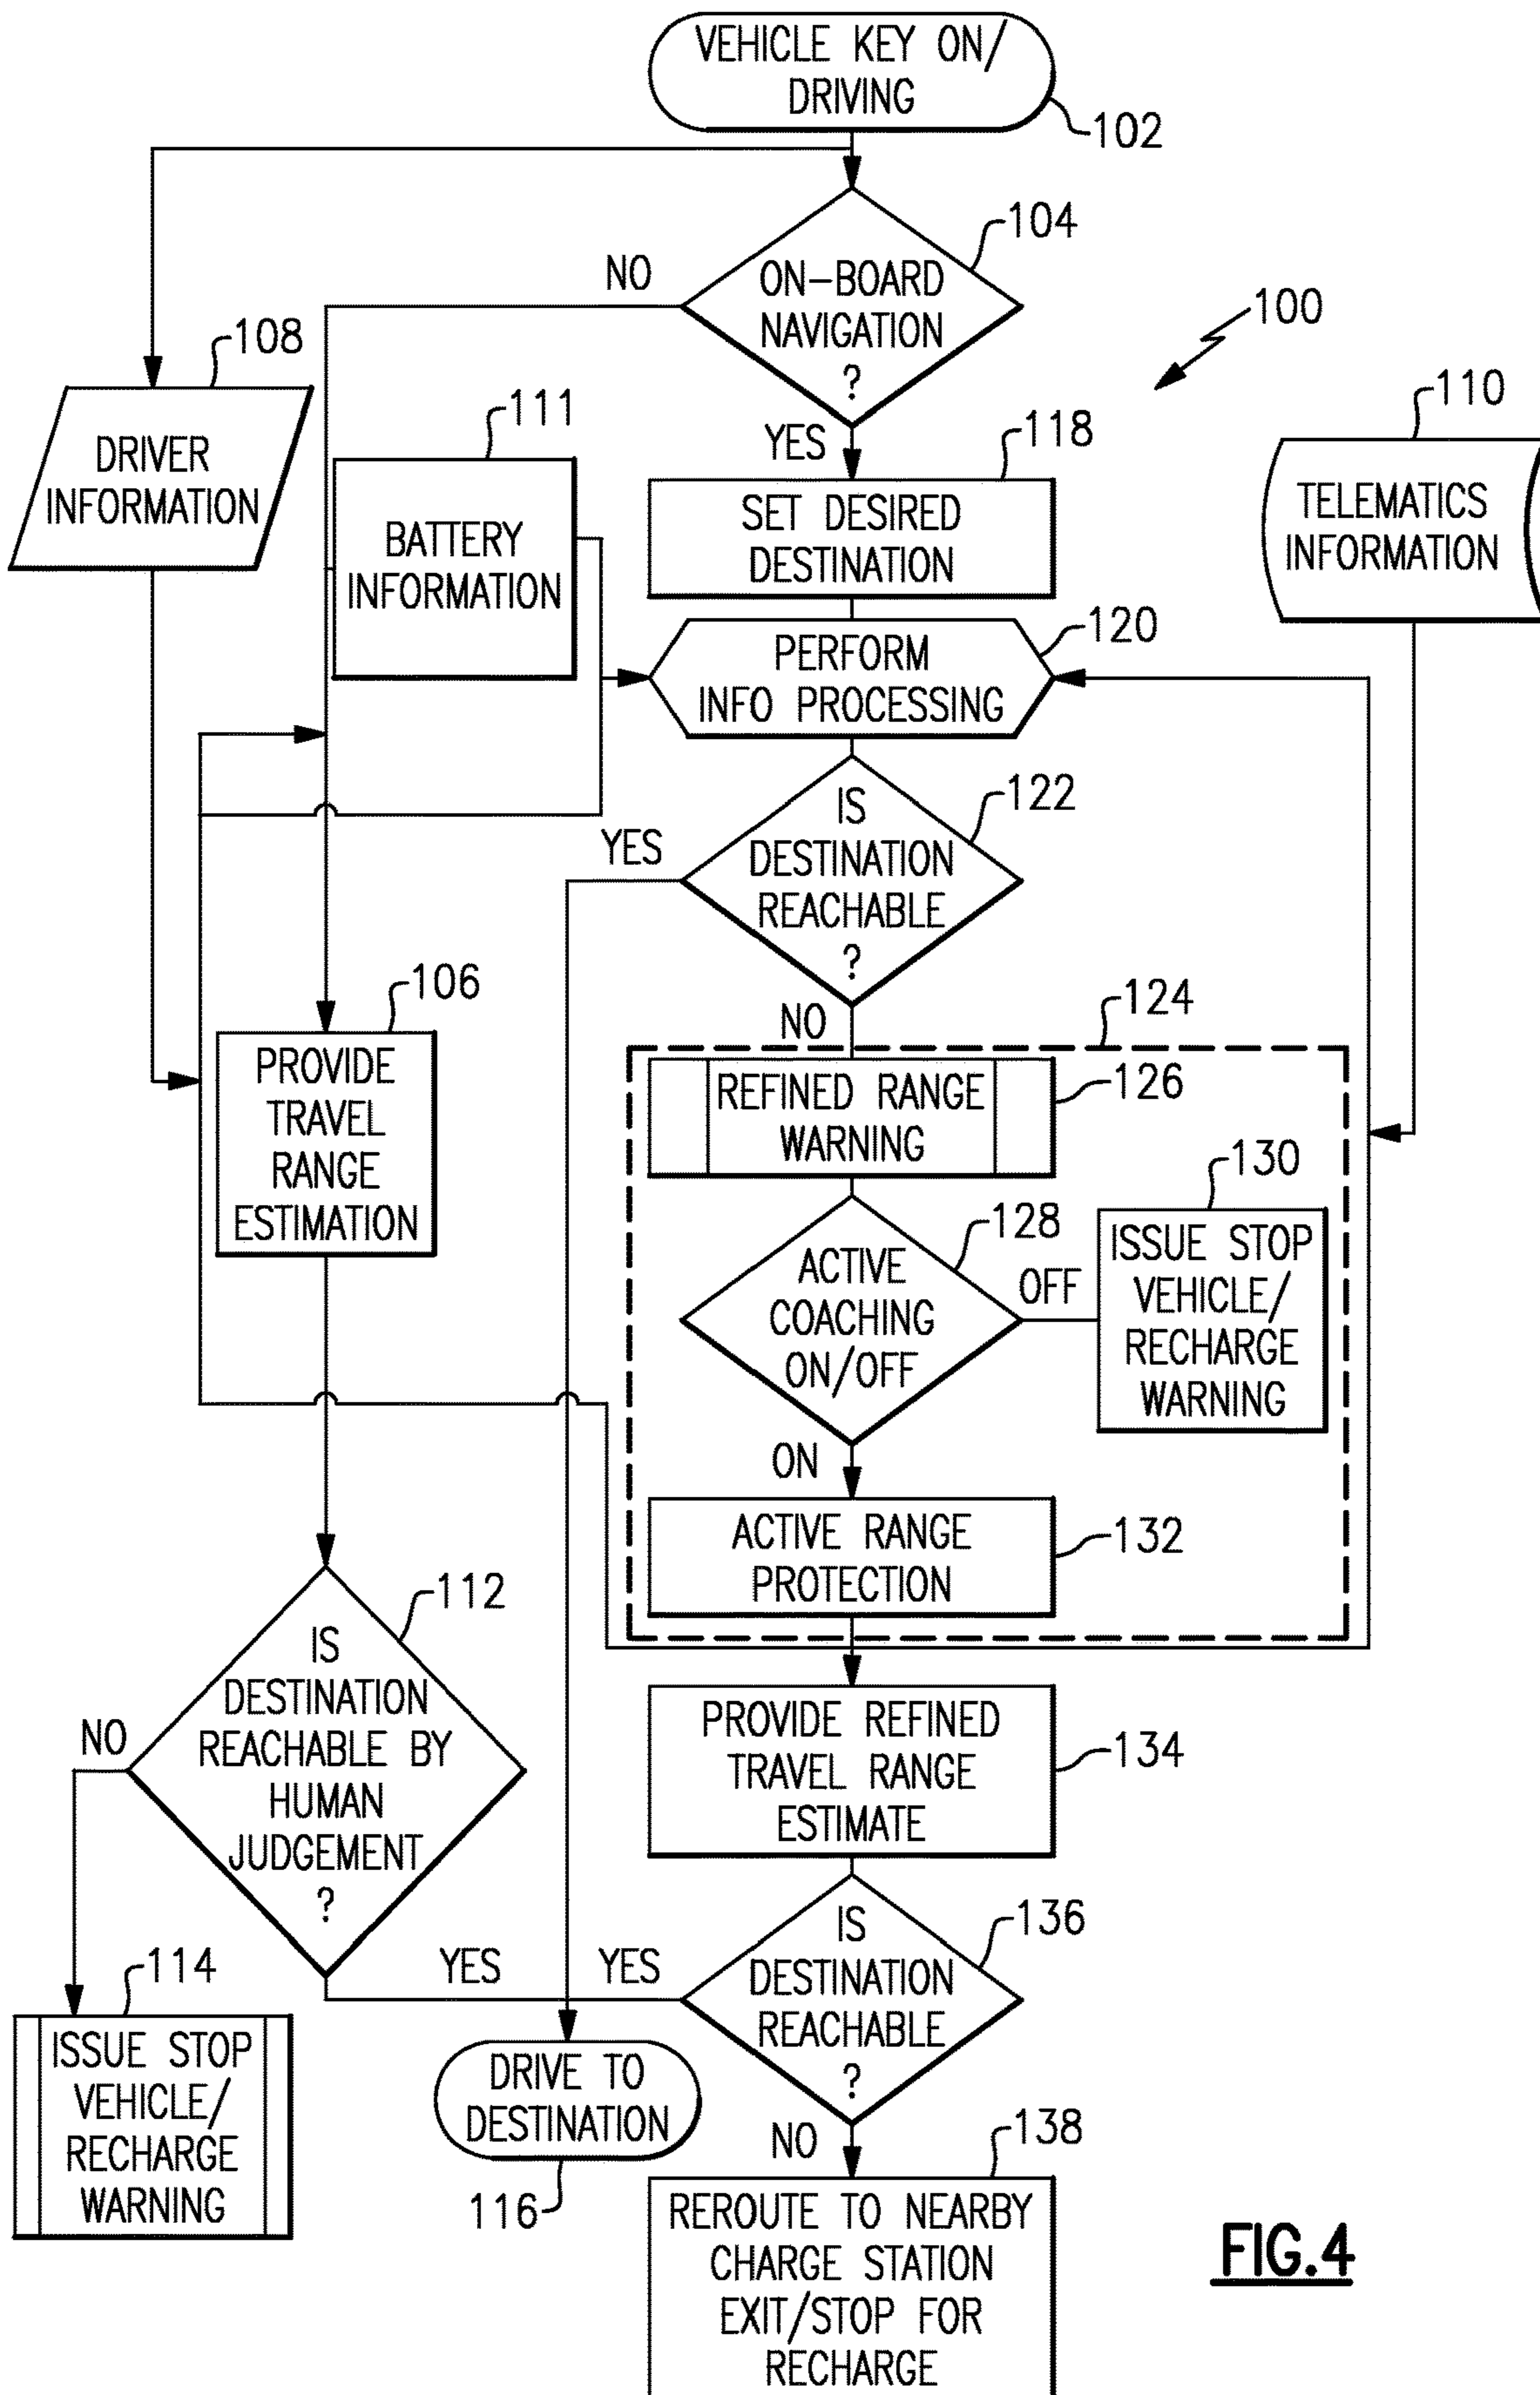 VEHICLE KEY ON/
DRIVING
102
104
NO
ON-BOARD
NAVIGATION
?
100
108
DRIVER
INFORMATION
111
BATTERY
INFORMATION
YES
118
SET DESIRED
DESTINATION
110
TELEMATICS
INFORMATION
120
PERFORM
INFO PROCESSING
122
IS
DESTINATION
REACHABLE
?
YES
NO
106
PROVIDE
TRAVEL
RANGE
ESTIMATION
124
126
REFINED RANGE
WARNING
128
ACTIVE
COACHING
ON/OFF
OFF
130
ISSUE STOP
VEHICLE/
RECHARGE
WARNING
ON
ACTIVE RANGE
PROTECTION
132
112
IS
DESTINATION
REACHABLE BY
HUMAN
JUDGEMENT
?
NO
YES
PROVIDE REFINED
TRAVEL RANGE
ESTIMATE
134
136
IS
DESTINATION
REACHABLE
?
YES
NO
114
ISSUE STOP
VEHICLE/
RECHARGE
WARNING
DRIVE TO
DESTINATION
116
138
REROUTE TO NEARBY
CHARGE STATION
EXIT/STOP FOR
RECHARGE
FIG.4